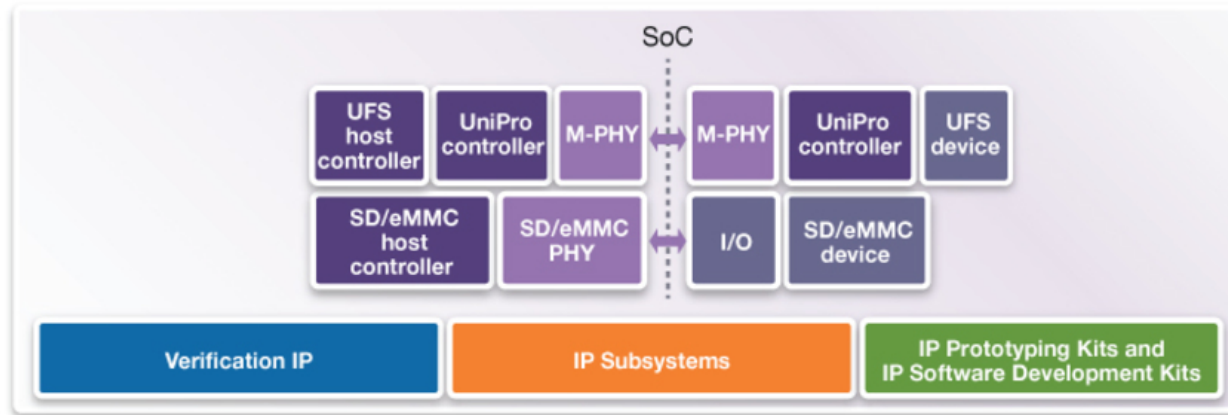 SoC
UFS
host
controller
UniPro
controller
M-PHY
M-PHY
UniPro
controller
UFS
device
SD/eMMC
host
controller
SD/eMMC
PHY
I/O
SD/eMMC
device
Verification IP
IP Subsystems
IP Prototyping Kits and
IP Software Development Kits